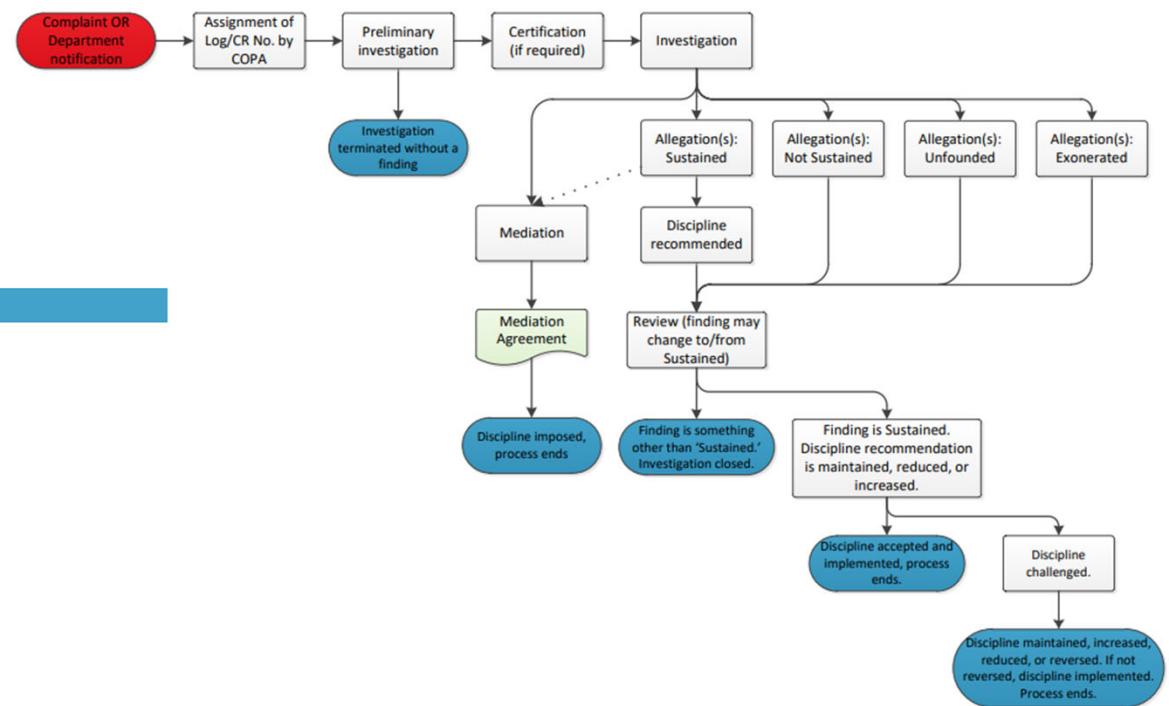 Complaint OR
Department
notification
Assignment of
Log/CR No. by
COPA
Preliminary
investigation
Certification
(if required)
Investigation
Investigation
terminated without a
finding
Allegation(s):
Sustained
Allegation(s):
Not Sustained
Allegation(s):
Unfounded
Allegation(s):
Exonerated
Mediation
Discipline
recommended
Mediation
Agreement
Review (finding may
change to/from
Sustained)
Discipline imposed,
process ends
Finding is something
other than ‘Sustained.’
Investigation closed.
Finding is Sustained.
Discipline recommendation
is maintained, reduced, or
increased.
Discipline accepted and
implemented, process
ends.
Discipline
challenged.
Discipline maintained, increased,
reduced, or reversed. If not
reversed, discipline implemented.
Process ends.